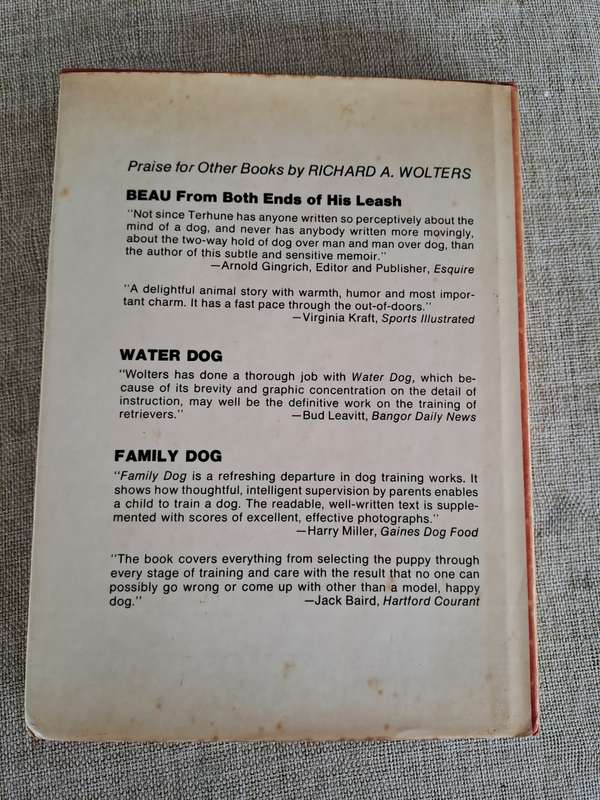 Praise for Other Books by RICHARD A. WOLTERS
BEAU From Both Ends of His Leash
"Not since Terhune has anyone written so perceptively about the
mind of a dog, and never has anybody written more movingly,
about the two-way hold of dog over man and man over dog, than
the author of this subtle and sensitive memoir."
—Arnold Gingrich, Editor and Publisher, Esquire
"A delightful animal story with warmth, humor and most impor-
tant charm. It has a fast pace through the out-of-doors."
—Virginia Kraft, Sports Illustrated
WATER DOG
"Wolters has done a thorough job with Water Dog, which be-
cause of its brevity and graphic concentration on the detail of
instruction, may well be the definitive work on the training of
retrievers." —Bud Leavitt, Bangor Daily News
FAMILY DOG
"Family Dog is a refreshing departure in dog training works. It
shows how thoughtful, intelligent supervision by parents enables
a child to train a dog. The readable, well-written text is supple-
mented with scores of excellent, effective photographs."
—Harry Miller, Gaines Dog Food
"The book covers everything from selecting the puppy through
every stage of training and care with the result that no one can
possibly go wrong or come up with other than a model, happy
dog." —Jack Baird, Hartford Courant